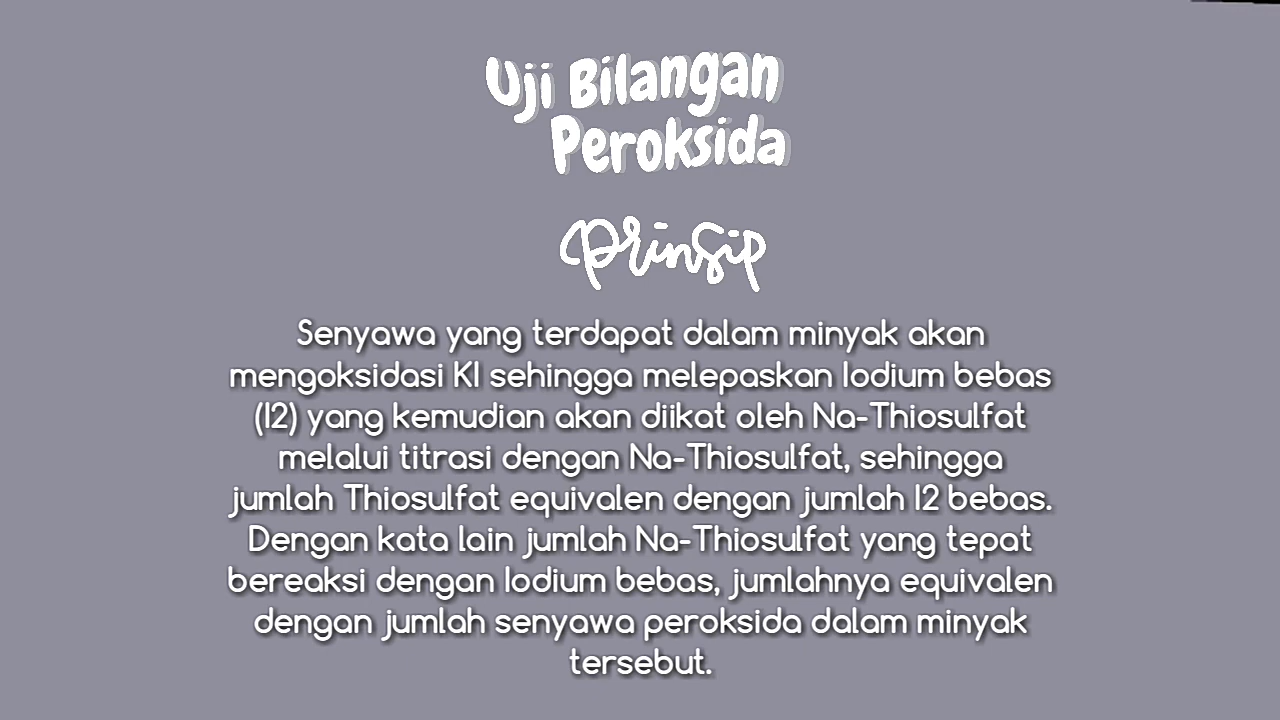 Uji Bilangan
Peroksida
Prinsip
Senyawa yang terdapat dalam minyak akan
mengoksidasi KI sehingga melepaskan Iodium bebas
(I2) yang kemudian akan diikat oleh Na-Thiosulfat
melalui titrasi dengan Na-Thiosulfat, sehingga
jumlah Thiosulfat equivalen dengan jumlah I2 bebas.
Dengan kata lain jumlah Na-Thiosulfat yang tepat
bereaksi dengan Iodium bebas, jumlahnya equivalen
dengan jumlah senyawa peroksida dalam minyak
tersebut.